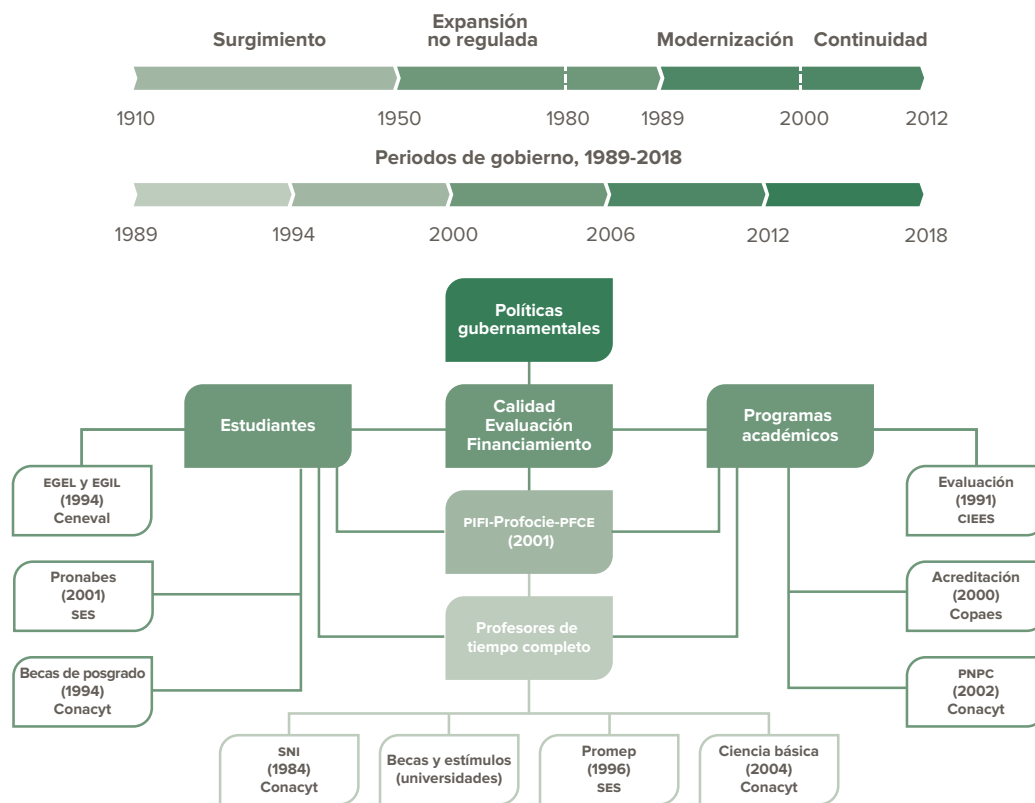 Surgimiento
Expansión
no regulada
Modernización
Continuidad
1910
1950
1980
1989
2000
2012
Periodos de gobierno, 1989-2018
1989
1994
2000
2006
2012
2018
Políticas
gubernamentales
Estudiantes
Calidad
Evaluación
Financiamiento
Programas
académicos
EGEL y EGIL
(1994)
Ceneval
PIFI-Profocie-PFCE
(2001)
Evaluación
(1991)
CIEES
Pronabes
(2001)
SES
Profesores de
tiempo completo
Acreditación
(2000)
Copaes
Becas de posgrado
(1994)
Conacyt
PNPC
(2002)
Conacyt
SNI
(1984)
Conacyt
Becas y estímulos
(universidades)
Promep
(1996)
SES
Ciencia básica
(2004)
Conacyt